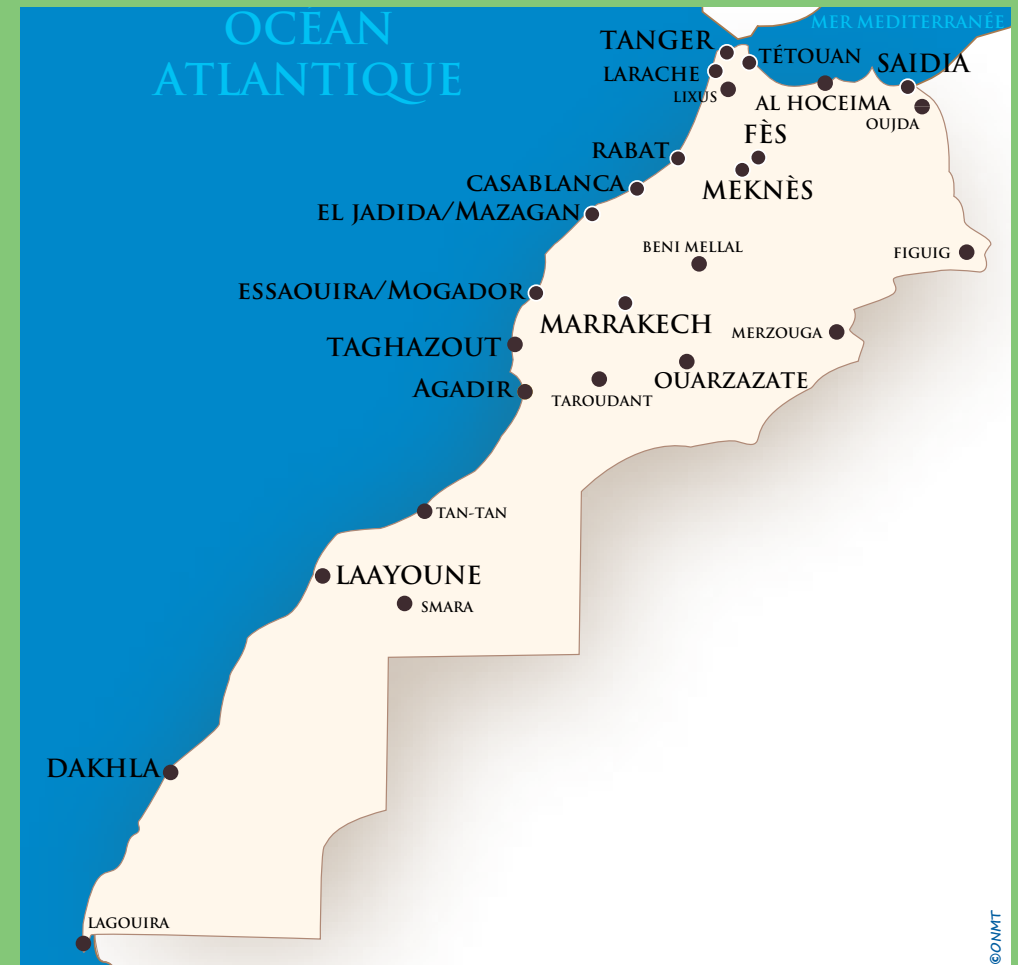 OCÉAN
ATLANTIQUE
MER MEDITERRANÉE
TANGER
TÉTOUAN
SAIDIA
LARACHE
LIXUS
AL HOCEIMA
OUJDA
FÈS
RABAT
MEKNÈS
CASABLANCA
EL JADIDA/MAZAGAN
BENI MELLAL
FIGUIG
ESSAOUIRA/MOGADOR
MARRAKECH
MERZOUGA
TAGHAZOUT
OUARZAZATE
AGADIR
TAROUDANT
TAN-TAN
LAAYOUNE
SMARA
DAKHLA
LAGOUIRA
©ONMT